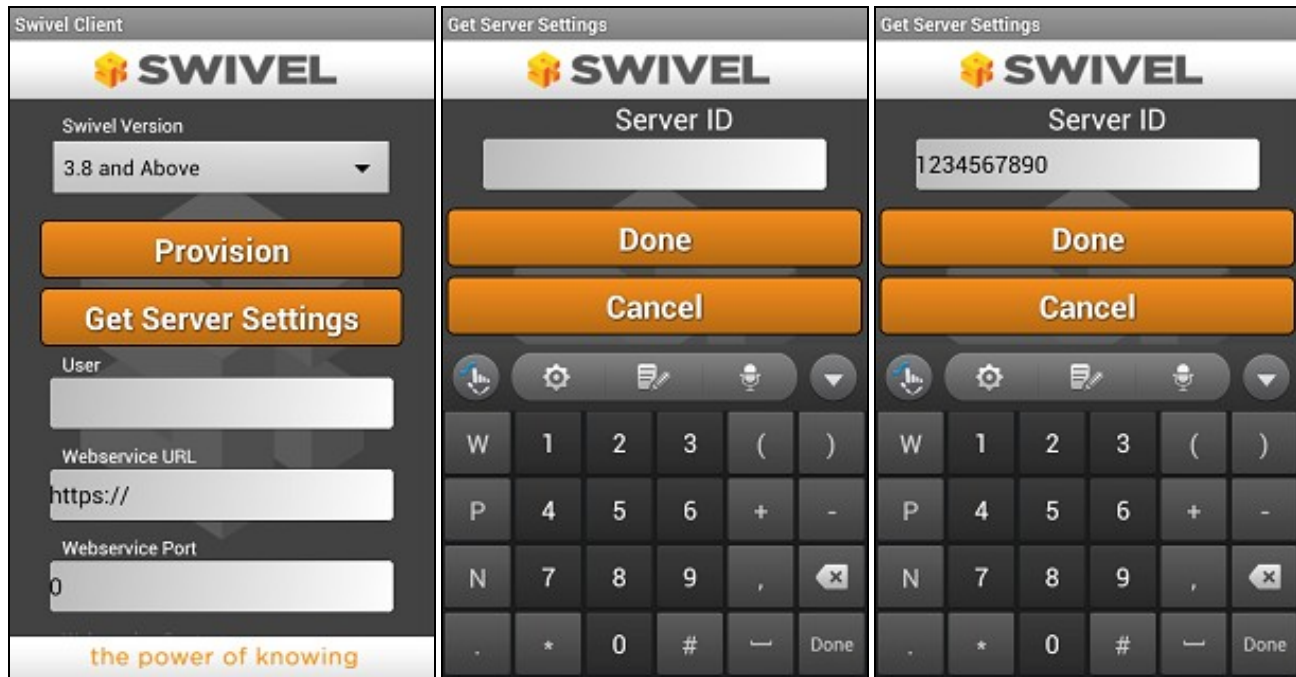 Swivel Client
SWIVEL
Swivel Version
3.8 and Above
Provision
Get Server Settings
User
Webservice URL
https://
Webservice Port
0
the power of knowing
Get Server Settings
SWIVEL
Server ID
Done
Cancel
W 1 2 3 ( )
P 4 5 6 + -
N 7 8 9 ,
. * 0 # Done
Get Server Settings
SWIVEL
Server ID
1234567890
Done
Cancel
W 1 2 3 ( )
P 4 5 6 + -
N 7 8 9 ,
. * 0 # Done